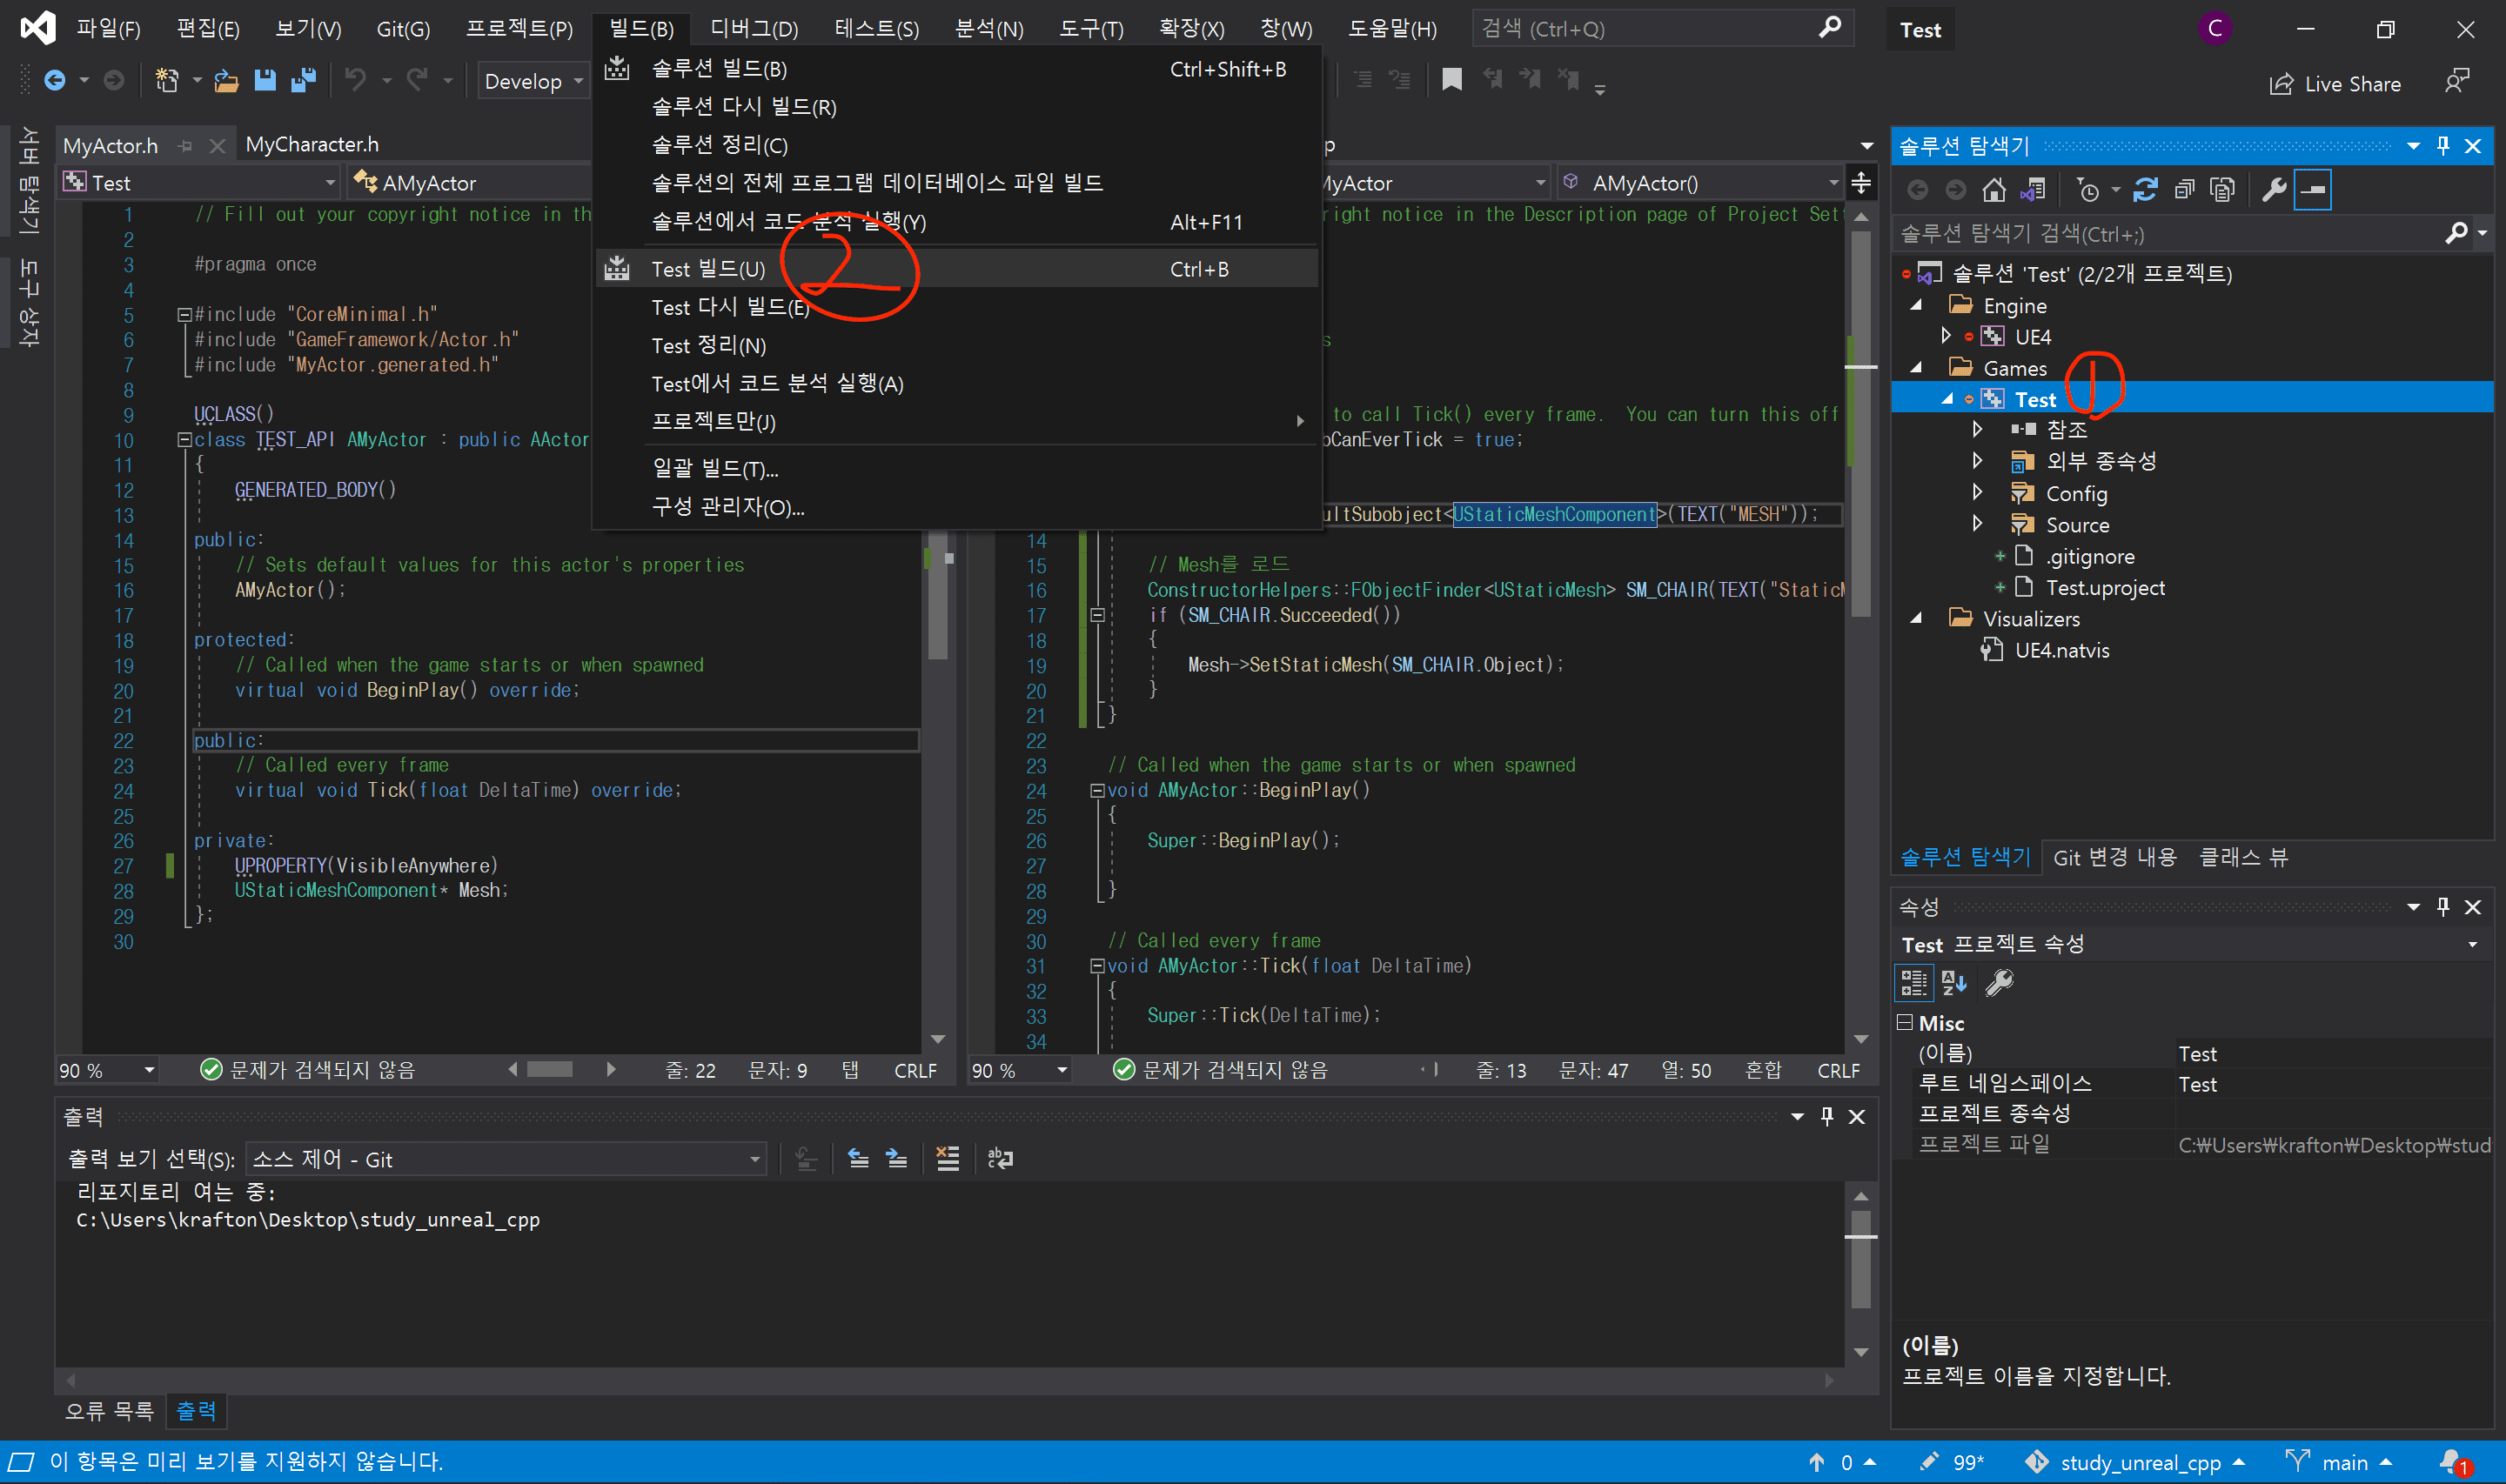 파일(F) 편집(E) 보기(V) Git(G) 프로젝트(P) 빌드(B) 디버그(D) 테스트(S) 분석(N) 도구(T) 확장(X) 창(W) 도움말(H) 검색 (Ctrl+Q) Test C
Develop
Live Share
솔루션 빌드(B) Ctrl+Shift+B
솔루션 다시 빌드(R)
솔루션 정리(C)
솔루션의 전체 프로그램 데이터베이스 파일 빌드
솔루션에서 코드 분석 실행(Y) Alt+F11
Test 빌드(U) Ctrl+B
Test 다시 빌드(E)
Test 정리(N)
Test에서 코드 분석 실행(A)
프로젝트만(J)
일괄 빌드(T)...
구성 관리자(O)...
2
서버 탐색기
도구 상자
MyActor.h MyCharacter.h
Test AMyActor
1 // Fill out your copyright notice in th
2
3 #pragma once
4
5 #include "CoreMinimal.h"
6 #include "GameFramework/Actor.h"
7 #include "MyActor.generated.h"
8
9 UCLASS()
10 class TEST_API AMyActor : public AActor
11 {
12 GENERATED_BODY()
13
14 public:
15 // Sets default values for this actor's properties
16 AMyActor();
17
18 protected:
19 // Called when the game starts or when spawned
20 virtual void BeginPlay() override;
21
22 public:
23 // Called every frame
24 virtual void Tick(float DeltaTime) override;
25
26 private:
27 UPROPERTY(VisibleAnywhere)
28 UStaticMeshComponent* Mesh;
29 };
30
90 % 문제가 검색되지 않음 줄: 22 문자: 9 탭 CRLF
p
MyActor AMyActor()
right notice in the Description page of Project Set
s
to call Tick() every frame.  You can turn this off
bCanEverTick = true;
ultSubobject<UStaticMeshComponent>(TEXT("MESH"));
14
15 // Mesh를 로드
16 ConstructorHelpers::FObjectFinder<UStaticMesh> SM_CHAIR(TEXT("StaticM
17 if (SM_CHAIR.Succeeded())
18 {
19 Mesh->SetStaticMesh(SM_CHAIR.Object);
20 }
21 }
22
23 // Called when the game starts or when spawned
24 void AMyActor::BeginPlay()
25 {
26 Super::BeginPlay();
27
28 }
29
30 // Called every frame
31 void AMyActor::Tick(float DeltaTime)
32 {
33 Super::Tick(DeltaTime);
34
90 % 문제가 검색되지 않음 줄: 13 문자: 47 열: 50 혼합 CRLF
출력
출력 보기 선택(S): 소스 제어 - Git
리포지토리 여는 중:
C:\Users\krafton\Desktop\study_unreal_cpp
오류 목록 출력
솔루션 탐색기
솔루션 탐색기 검색(Ctrl+;)
솔루션 'Test' (2/2개 프로젝트)
Engine
UE4
Games
Test
1
참조
외부 종속성
Config
Source
.gitignore
Test.uproject
Visualizers
UE4.natvis
솔루션 탐색기 Git 변경 내용 클래스 뷰
속성
Test 프로젝트 속성
Misc
(이름) Test
루트 네임스페이스 Test
프로젝트 종속성
프로젝트 파일 C:₩Users₩krafton₩Desktop₩stud
(이름)
프로젝트 이름을 지정합니다.
이 항목은 미리 보기를 지원하지 않습니다. 0 99* study_unreal_cpp main 1